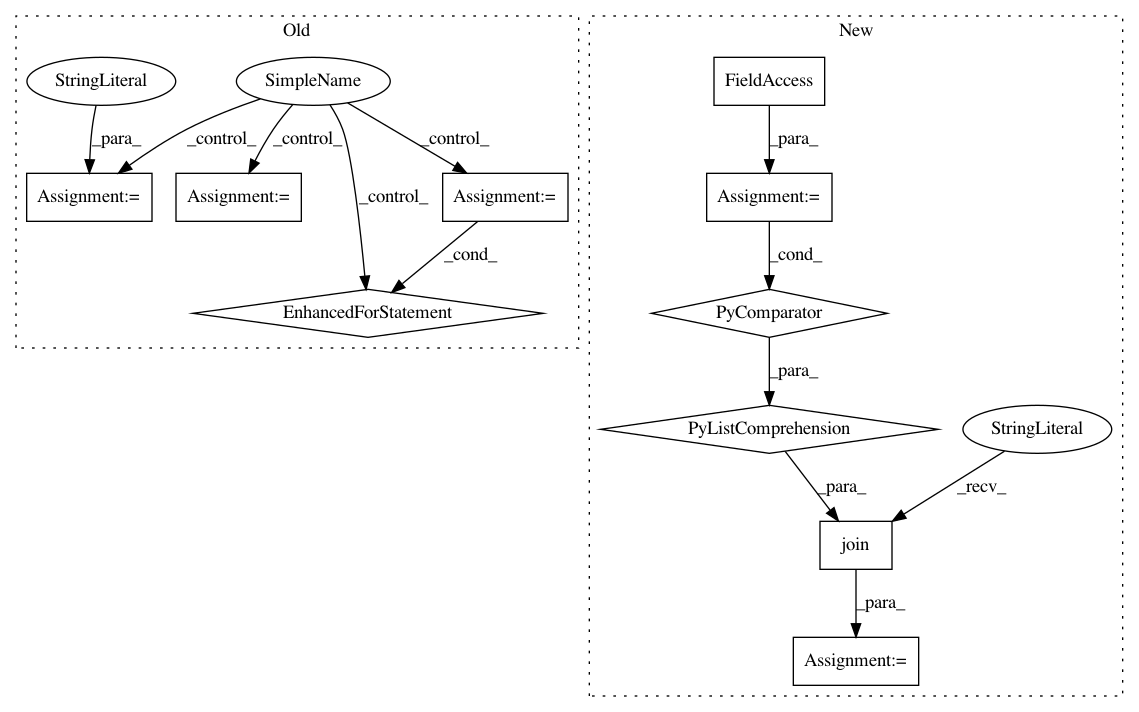 Old
New
StringLiteral
SimpleName
FieldAccess
_para_
_control_
_control_
_control_
_para_
Assignment:=
Assignment:=
_control_
Assignment:=
Assignment:=
_cond_
_cond_
EnhancedForStatement
PyComparator
_para_
PyListComprehension
StringLiteral
_para_
_recv_
join
_para_
Assignment:=